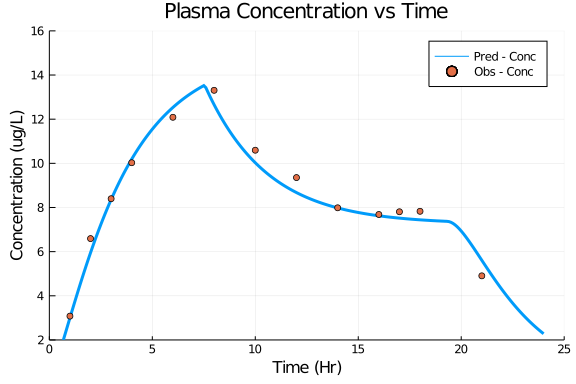 Plasma Concentration vs Time
Concentration (ug/L)
16
14
12
10
8
6
4
2
Pred - Conc
Obs - Conc
0
5
10
15
20
25
Time (Hr)